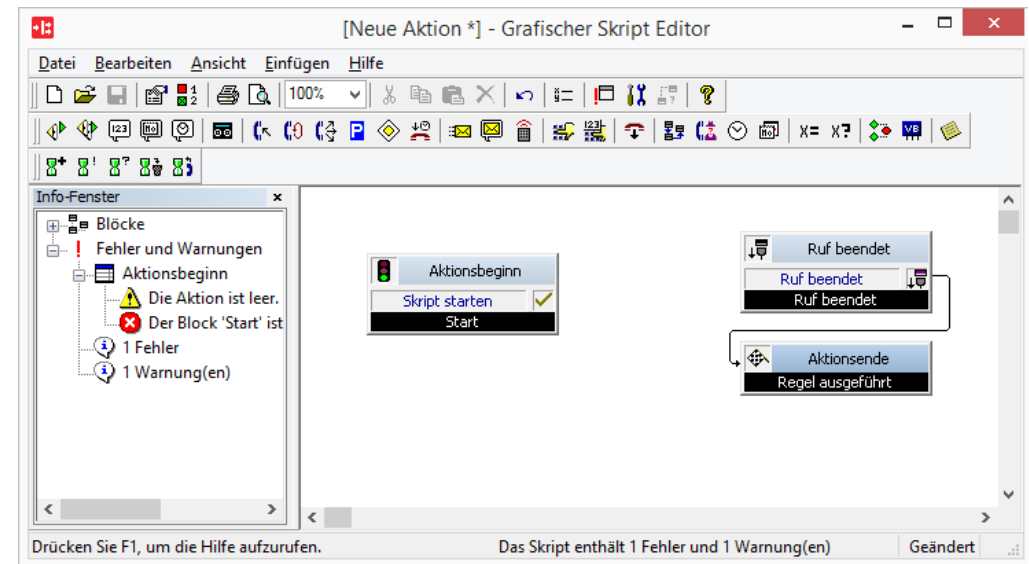 [Neue Aktion *] - Grafischer Skript Editor
Datei Bearbeiten Ansicht Einfügen Hilfe
100%
X= X?
VB
Info-Fenster
Blöcke
Fehler und Warnungen
Aktionsbeginn
Die Aktion ist leer.
Der Block 'Start' ist
1 Fehler
1 Warnung(en)
Aktionsbeginn
Skript starten
Start
Ruf beendet
Ruf beendet
Ruf beendet
Aktionsende
Regel ausgeführt
Drücken Sie F1, um die Hilfe aufzurufen.
Das Skript enthält 1 Fehler und 1 Warnung(en)
Geändert